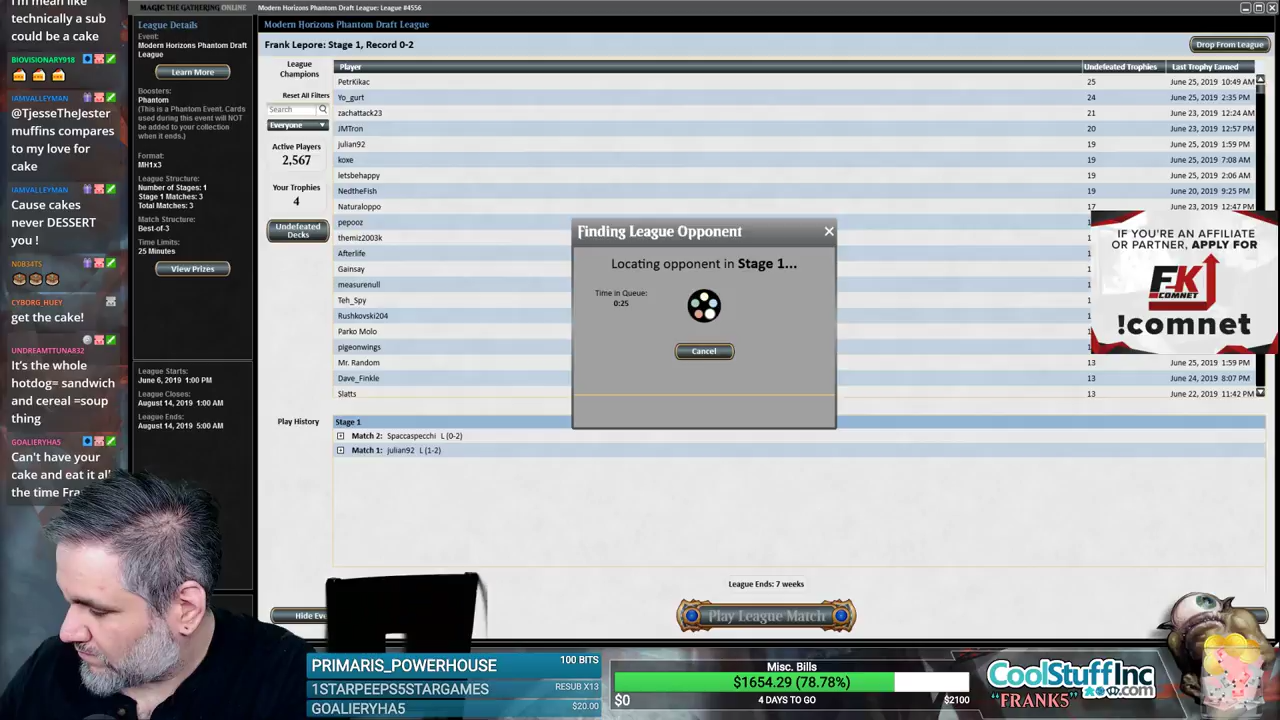 I'm like
technically a sub
could be a cake
BIOVISIONARY918
IAMVALLEYMAN
@TjessTheJester
muffins compares
to my love for
cake
IAMVALLEYMAN
Cause cakes
never DESSERT
you !
N0B34TS
CYBORG_HUEY
get the cake!
UNDREAMTTUNA832
It's the whole
hotdog= sandwich
and cereal =soup
thing
GOALIERYHA5
Can't have your
cake and eat it all
MAGIC THE GATHERING ONLINE
Modern Horizons Phantom Draft League: League #4556
League Details
Event:
Modern Horizons Phantom Draft
League
Learn More
Boosters:
Phantom
(This is a Phantom Event. Cards
used during this event will NOT
be added to your collection
when it ends.)
Format:
MH1x3
League Structure:
Number of Stages: 1
Stage 1 Matches: 3
Total Matches: 3
Match Structure:
Best-of-3
Time Limits:
25 Minutes
View Prizes
League Starts:
June 6, 2019 1:00 PM
League Closes:
August 14, 2019 1:00 AM
League Ends:
August 14, 2019 5:00 AM
Modern Horizons Phantom Draft League
Frank Lepore: Stage 1, Record 0-2
Drop From League
League
Champions
Reset All Filters
Search
Everyone
Active Players
2,567
Your Trophies
4
Undefeated
Decks
Player Undefeated Trophies Last Trophy Earned
PetrKikac 25 June 25, 2019 10:49 AM
Yo_gurt 24 June 25, 2019 2:35 PM
zachattack23 21 June 23, 2019 12:24 AM
JMTron 20 June 23, 2019 12:57 PM
julian92 19 June 25, 2019 1:59 PM
koxe 19 June 25, 2019 7:08 AM
letsbehappy 19 June 25, 2019 2:06 AM
NedtheFish 19 June 20, 2019 9:25 PM
Naturaloppo 17 June 23, 2019 12:47 PM
pepooz
themiz2003k
Afterlife
Gainsay
measurenull
Teh_Spy
Rushkovski204
Parko Molo
pigeonwings
Mr. Random 13 June 25, 2019 1:59 PM
Dave_Finkle 13 June 24, 2019 8:07 PM
Slatts 13 June 22, 2019 11:42 PM
Finding League Opponent
Locating opponent in Stage 1...
Time in Queue:
0:25
Cancel
IF YOU'RE AN AFFILIATE
OR PARTNER, APPLY FOR
FK
COMNET
!comnet
Play History
Stage 1
Match 2: Spaccaspecchi L (0-2)
Match 1: julian92 L (1-2)
League Ends: 7 weeks
Play League Match
PRIMARIS_POWERHOUSE 100 BITS
1STARPEEPS5STARGAMES RESUB X13
GOALIERYHA5 $20.00
Misc. Bills
$1654.29 (78.78%)
$0 4 DAYS TO GO $2100
CoolStuffInc
.com
"FRANK5"